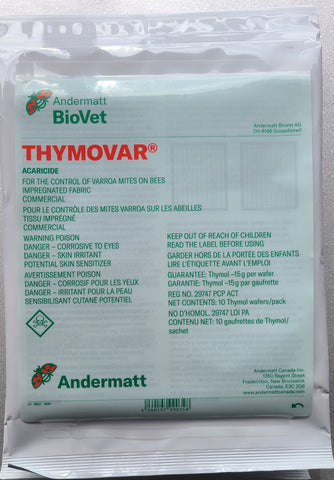 Andermatt
BioVet
Andermatt BioVet AG
CH-6146 Grossdietwil
THYMOVAR®
ACARICIDE
FOR THE CONTROL OF VARROA MITES ON BEES
IMPREGNATED FABRIC
COMMERCIAL
POUR LE CONTRÔLE DES MITES VARROA SUR LES ABEILLES
TISSU IMPRÉGNE
COMMERCIAL
WARNING POISON
DANGER – CORROSIVE TO EYES
DANGER – SKIN IRRITANT
POTENTIAL SKIN SENSITIZER
AVERTISSEMENT POISON
DANGER – CORROSIF POUR LES YEUX
DANGER – IRRITANT POUR LA PEAU
SENSIBILISANT CUTANÉ POTENTIEL
KEEP OUT OF REACH OF CHILDREN
READ THE LABEL BEFORE USING
GARDER HORS DE LA PORTÉE DES ENFANTS
LIRE L'ÉTIQUETTE AVANT L'EMPLOI
GUARANTEE: Thymol ~15g per wafer
GARANTIE: Thymol ~15g par gaufrette
REG NO. 29747 PCP ACT
NET CONTENTS: 10 Thymol wafers/pack
NO D'HOMOL. 29747 LOI PA
CONTENU NET: 10 gaufrettes de Thymol/
sachet
Andermatt
Andermatt Canada Inc.
1350 Regent Street
Fredericton, New Brunswick
Canada, E3C 2G6
www.andermattcanada.com